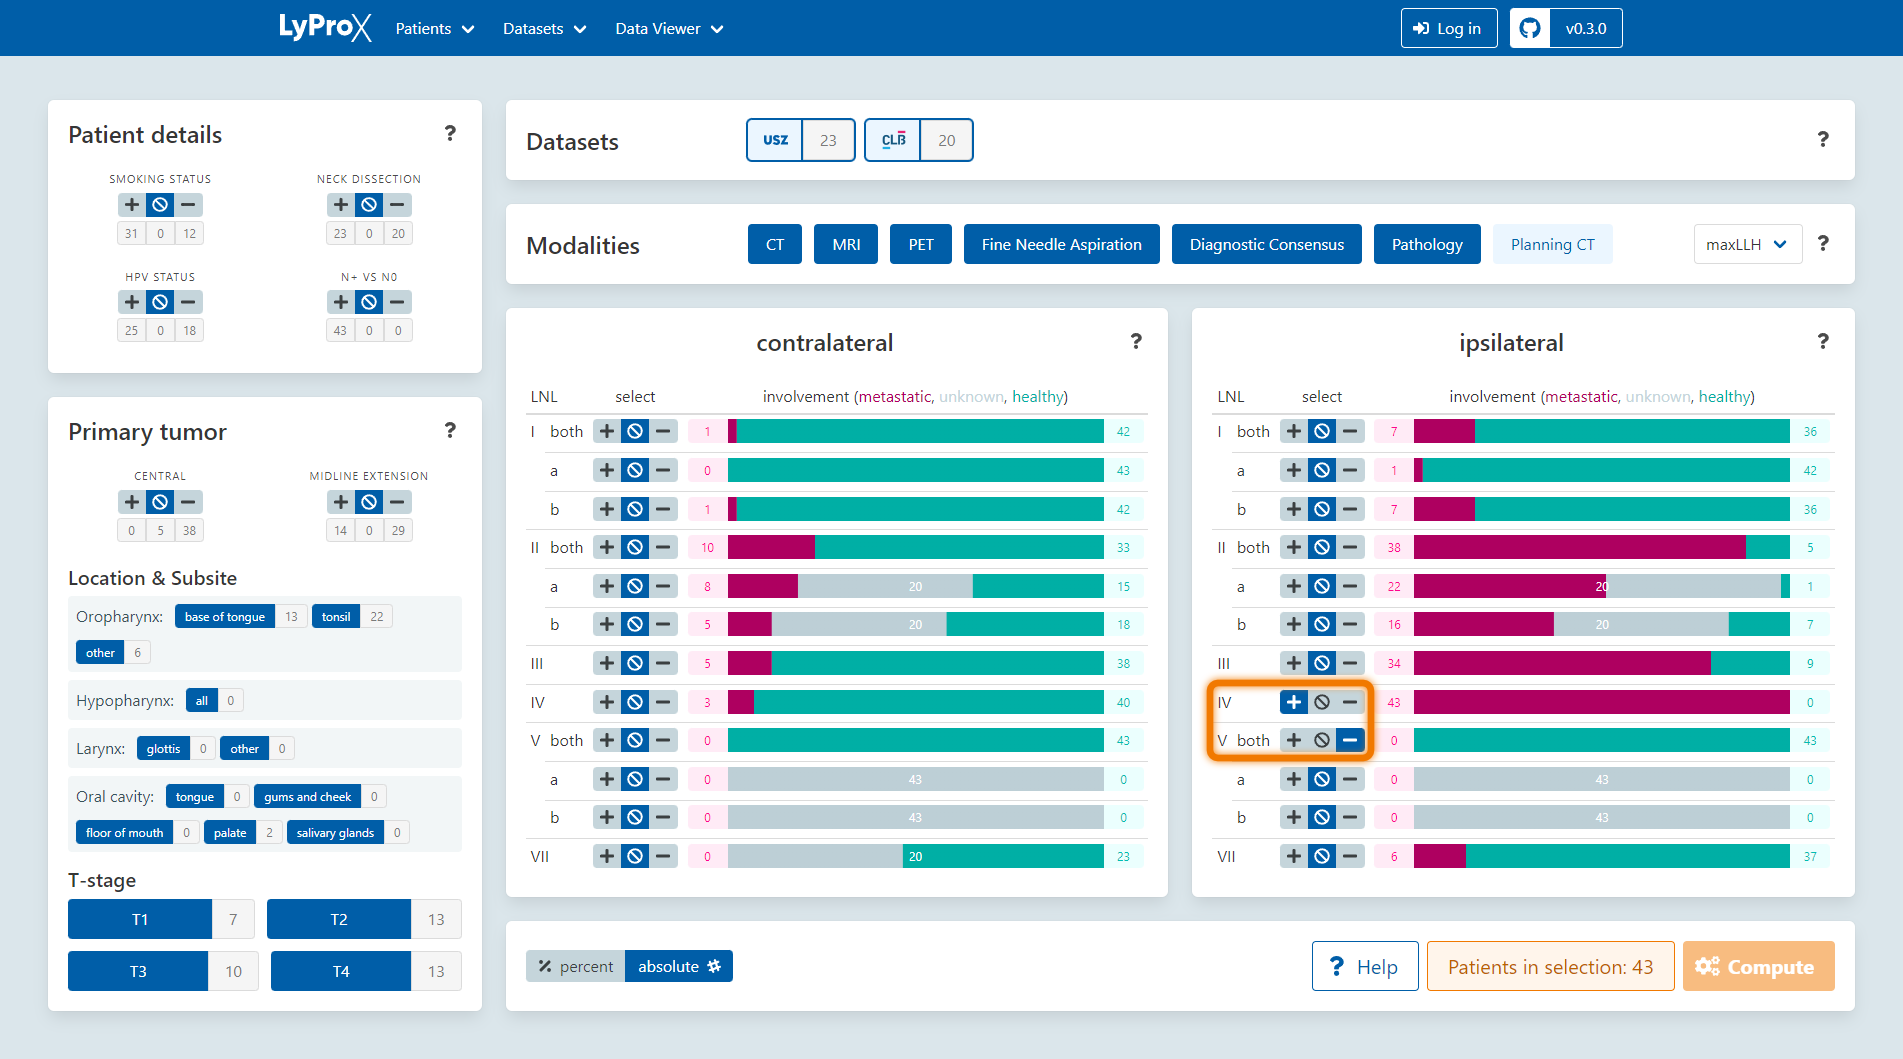 LyProX Patients Datasets Data Viewer Log in v0.3.0
Patient details ?
SMOKING STATUS NECK DISSECTION
31 0 12 23 0 20
HPV STATUS N+ VS N0
25 0 18 43 0 0
Primary tumor ?
CENTRAL MIDLINE EXTENSION
0 5 38 14 0 29
Location & Subsite
Oropharynx: base of tongue 13 tonsil 22
other 6
Hypopharynx: all 0
Larynx: glottis 0 other 0
Oral cavity: tongue 0 gums and cheek 0
floor of mouth 0 palate 2 salivary glands 0
T-stage
T1 7 T2 13
T3 10 T4 13
Datasets USZ 23 CLB 20 ?
Modalities CT MRI PET Fine Needle Aspiration Diagnostic Consensus Pathology Planning CT maxLLH ?
contralateral ?
LNL select involvement (metastatic, unknown, healthy)
I both 1 42
a 0 43
b 1 42
II both 10 33
a 8 20 15
b 5 20 18
III 5 38
IV 3 40
V both 0 43
a 0 43 0
b 0 43 0
VII 0 20 23
ipsilateral ?
LNL select involvement (metastatic, unknown, healthy)
I both 7 36
a 1 42
b 7 36
II both 38 5
a 22 20 1
b 16 20 7
III 34 9
IV 43 0
V both 0 43
a 0 43 0
b 0 43 0
VII 6 37
% percent absolute # ? Help Patients in selection: 43 Compute